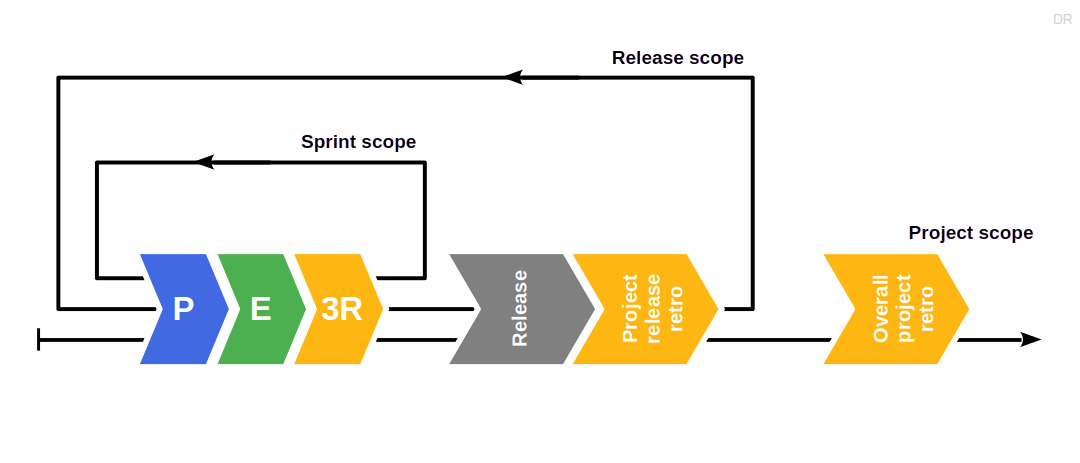 DR
Release scope
Sprint scope
Project scope
P
E
3R
Release
Project
release
retro
Overall
project
retro